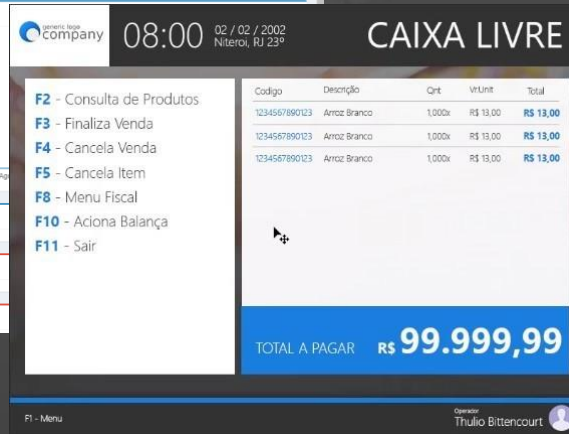 generic logo
company
08:00
02 / 02 / 2002
Niteroi, RJ 23º
CAIXA LIVRE
F2 - Consulta de Produtos
F3 - Finaliza Venda
F4 - Cancela Venda
F5 - Cancela Item
F8 - Menu Fiscal
F10 - Aciona Balança
F11 - Sair
Codigo Descrição Qnt Vr.Unit Total
1234567890123 Arroz Branco 1,000x R$ 13,00 R$ 13,00
1234567890123 Arroz Branco 1,000x R$ 13,00 R$ 13,00
1234567890123 Arroz Branco 1,000x R$ 13,00 R$ 13,00
TOTAL A PAGAR R$ 99.999,99
F1 - Menu
Operador
Thulio Bittencourt